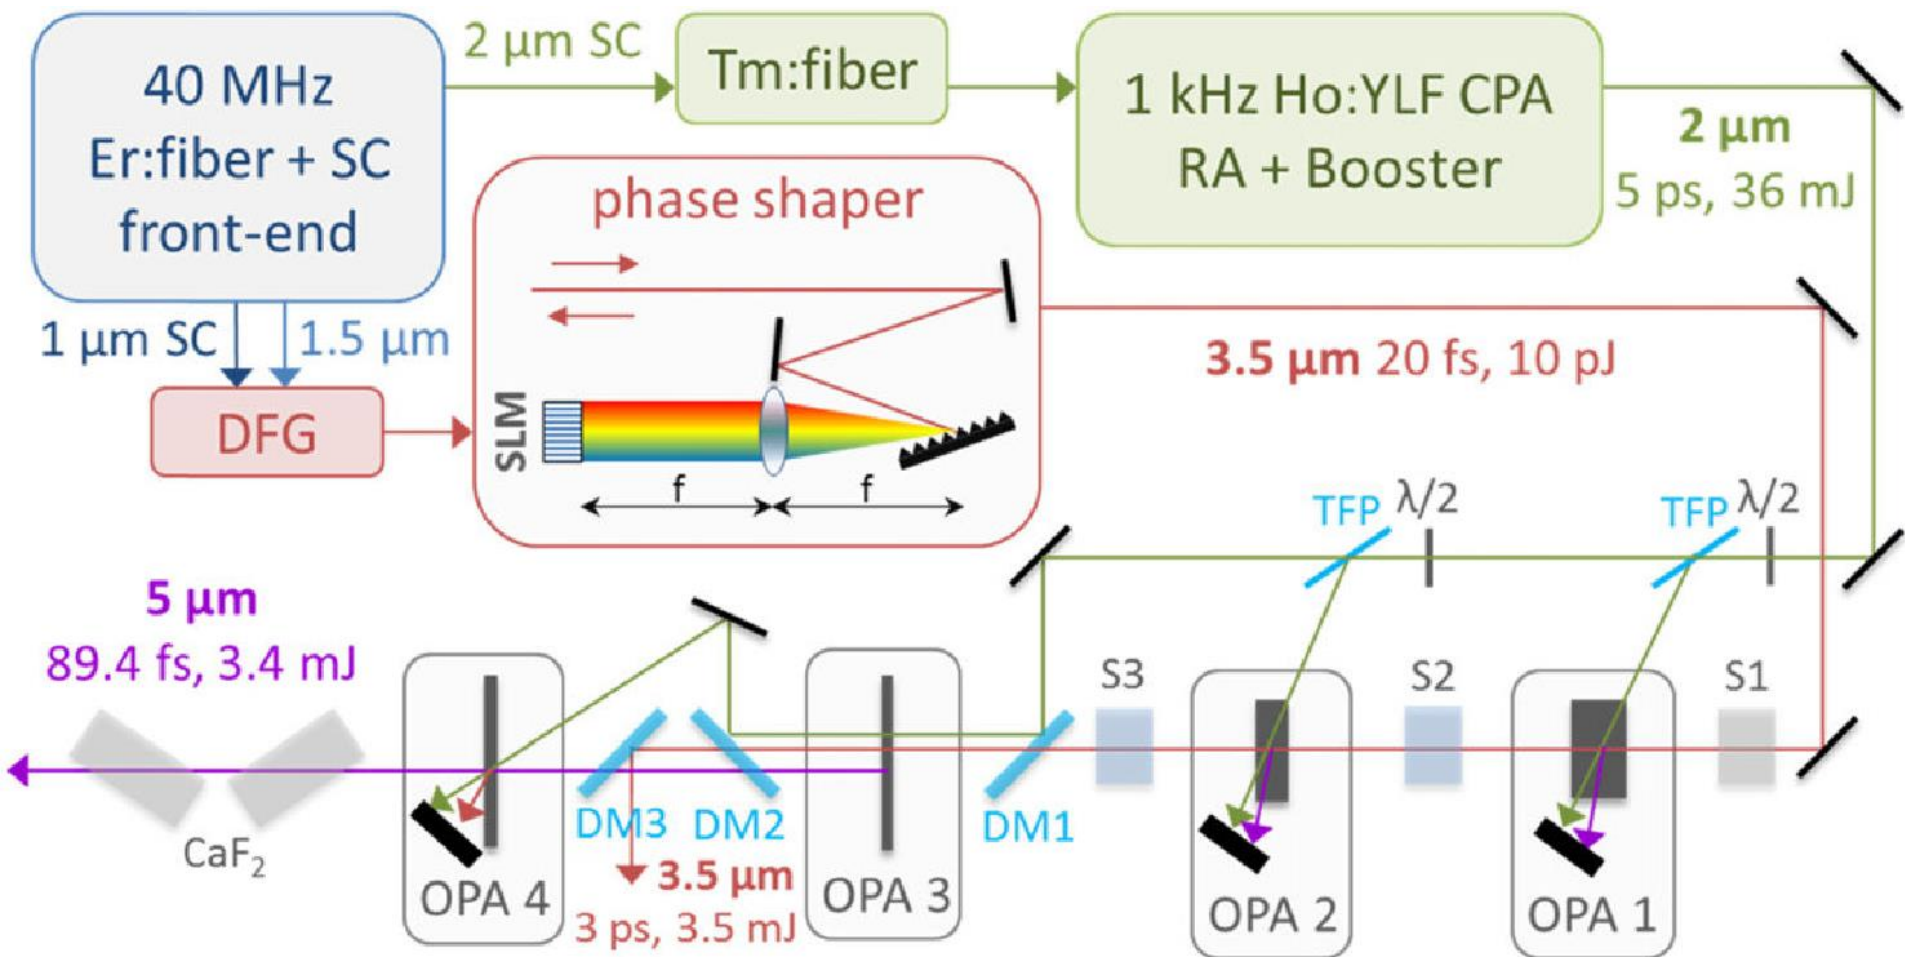 40 MHz
Er:fiber + SC
front-end
2 µm SC
Tm:fiber
1 kHz Ho:YLF CPA
RA + Booster
2 µm
5 ps, 36 mJ
phase shaper
1 µm SC
1.5 µm
DFG
SLM
f
f
3.5 µm 20 fs, 10 pJ
TFP
λ/2
TFP
λ/2
5 µm
89.4 fs, 3.4 mJ
S3
S2
S1
CaF₂
DM3
DM2
DM1
3.5 µm
3 ps, 3.5 mJ
OPA 4
OPA 3
OPA 2
OPA 1